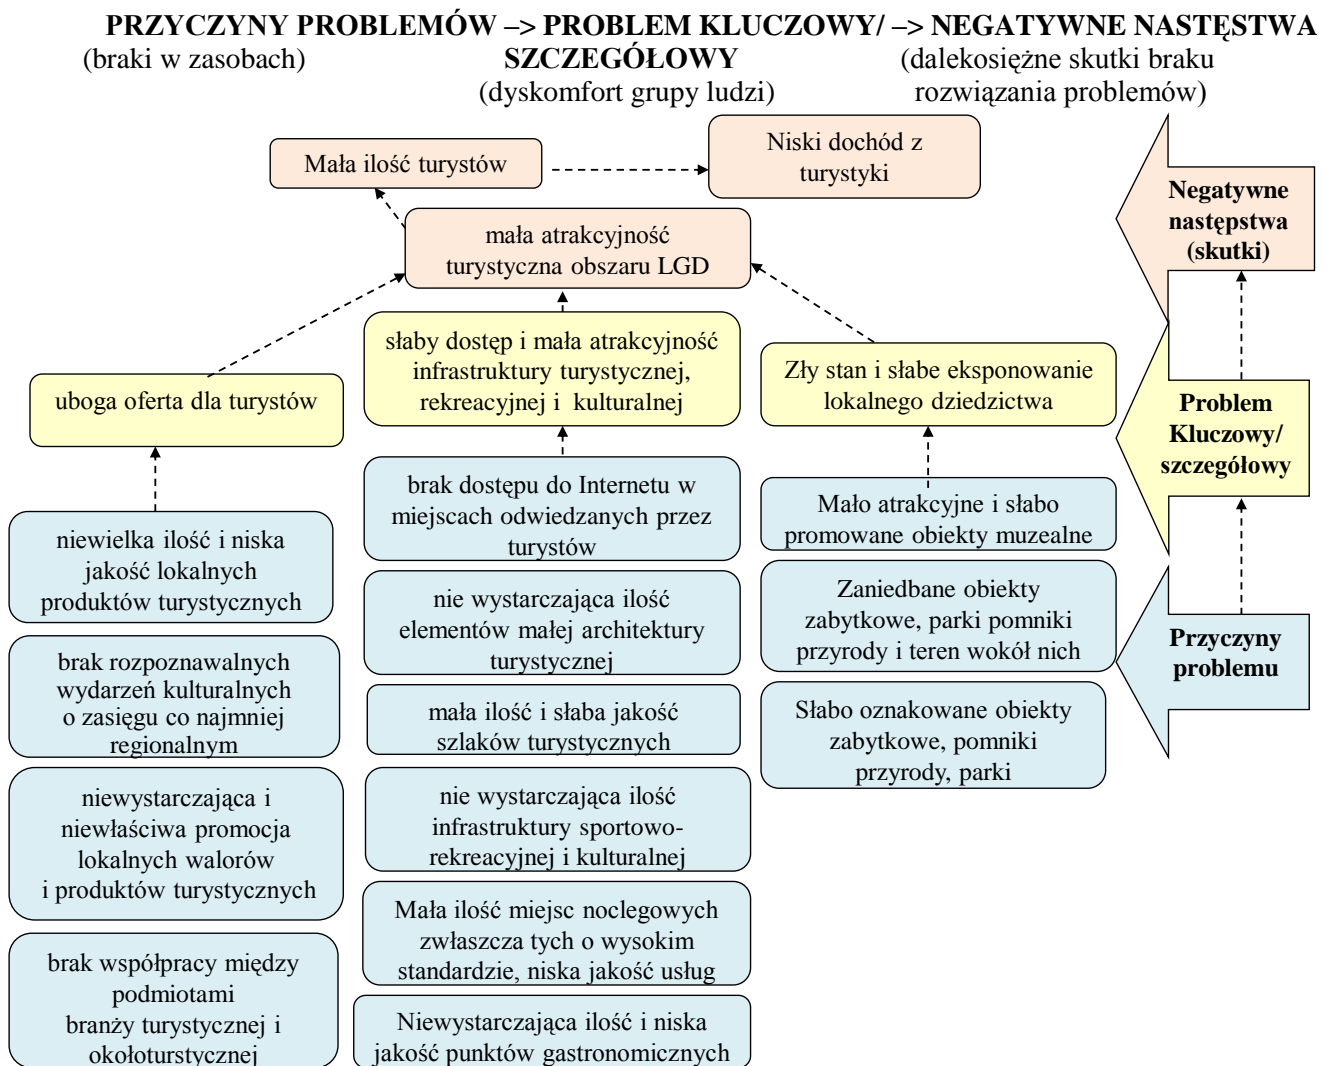 PRZYCZYNY PROBLEMÓW –> PROBLEM KLUCZOWY/ –> NEGATYWNE NASTĘSTWA
(braki w zasobach)
SZCZEGÓŁOWY
(dalekosiężne skutki braku
(dyskomfort grupy ludzi)
rozwiązania problemów)
Mała ilość turystów
Niski dochód z
turystyki
mała atrakcyjność
turystyczna obszaru LGD
Negatywne
następstwa
(skutki)
uboga oferta dla turystów
słaby dostęp i mała atrakcyjność
infrastruktury turystycznej,
rekreacyjnej i kulturalnej
Zły stan i słabe eksponowanie
lokalnego dziedzictwa
Problem
Kluczowy/
szczegółowy
niewielka ilość i niska
jakość lokalnych
produktów turystycznych
brak rozpoznawalnych
wydarzeń kulturalnych
o zasięgu co najmniej
regionalnym
niewystarczająca i
niewłaściwa promocja
lokalnych walorów
i produktów turystycznych
brak współpracy między
podmiotami
branży turystycznej i
okołoturstycznej
brak dostępu do Internetu w
miejscach odwiedzanych przez
turystów
nie wystarczająca ilość
elementów małej architektury
turystycznej
mała ilość i słaba jakość
szlaków turystycznych
nie wystarczająca ilość
infrastruktury sportowo-
rekreacyjnej i kulturalnej
Mała ilość miejsc noclegowych
zwłaszcza tych o wysokim
standardzie, niska jakość usług
Niewystarczająca ilość i niska
jakość punktów gastronomicznych
Mało atrakcyjne i słabo
promowane obiekty muzealne
Zaniedbane obiekty
zabytkowe, parki pomniki
przyrody i teren wokół nich
Słabo oznakowane obiekty
zabytkowe, pomniki
przyrody, parki
Przyczyny
problemu